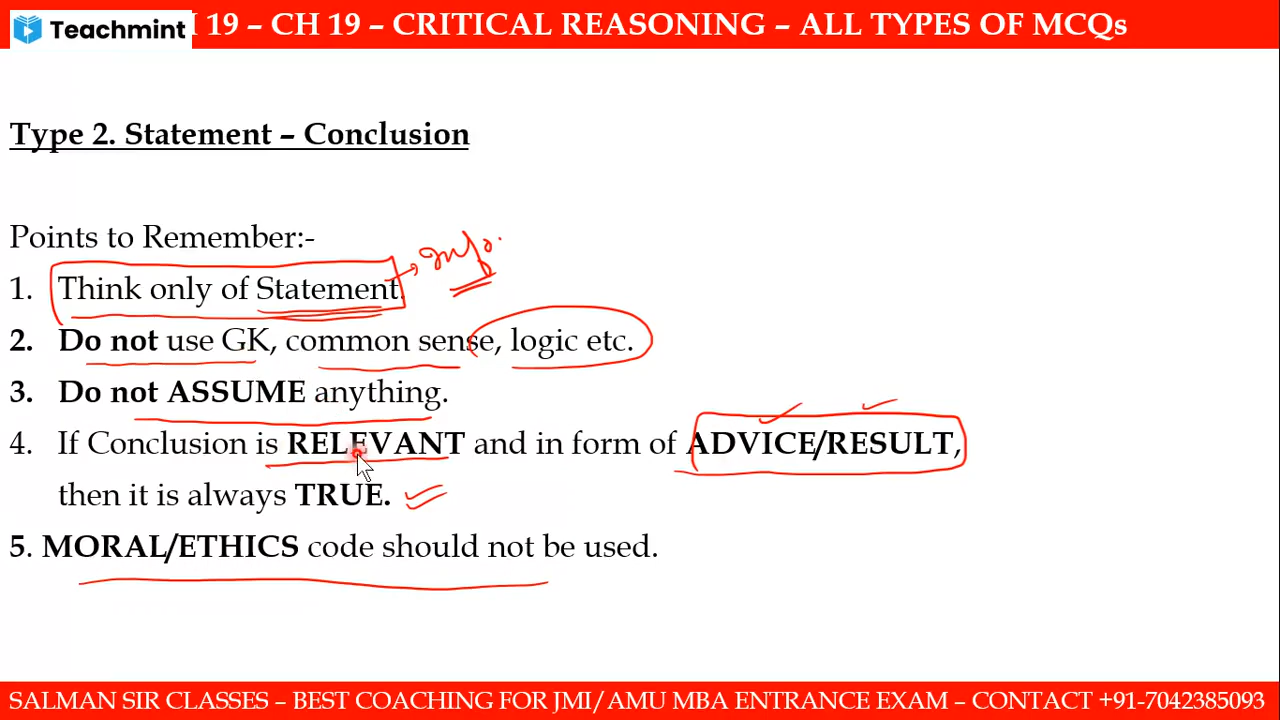 Teachmint
19 – CH 19 – CRITICAL REASONING – ALL TYPES OF MCQs
Type 2. Statement – Conclusion
Points to Remember:-
1. Think only of Statement. Info.
2. Do not use GK, common sense, logic etc.
3. Do not ASSUME anything.
4. If Conclusion is RELEVANT and in form of ADVICE/RESULT,
then it is always TRUE.
5. MORAL/ETHICS code should not be used.
SALMAN SIR CLASSES – BEST COACHING FOR JMI/AMU MBA ENTRANCE EXAM – CONTACT +91-7042385093